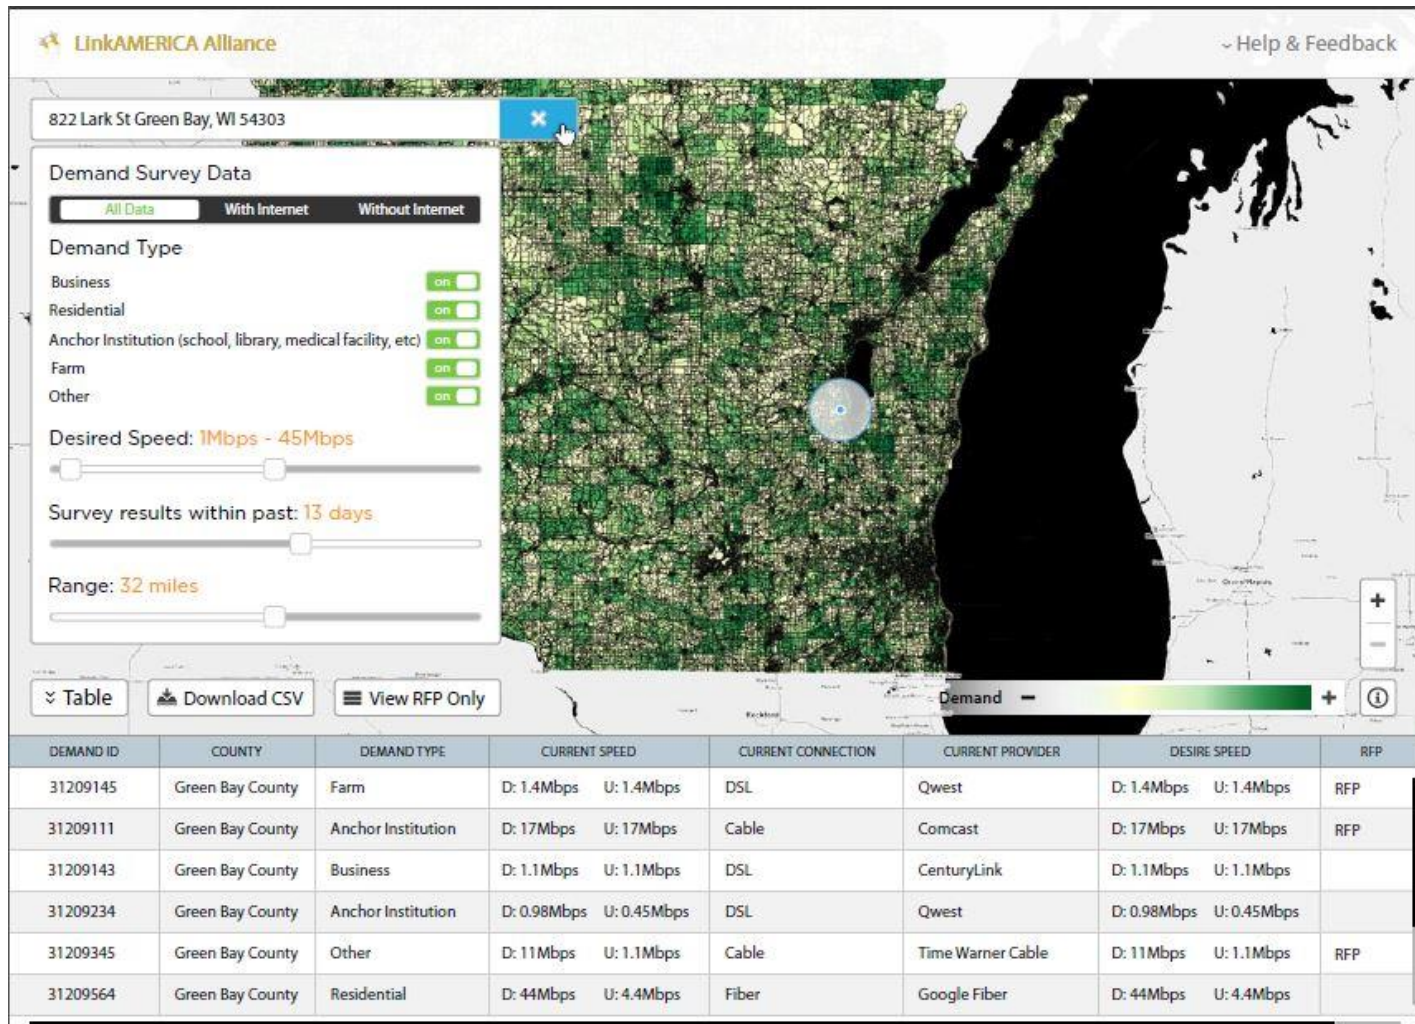 LinkAMERICA Alliance
Help & Feedback
822 Lark St Green Bay, WI 54303
Demand Survey Data
All Data With Internet Without Internet
Demand Type
Business on
Residential on
Anchor Institution (school, library, medical facility, etc) on
Farm on
Other on
Desired Speed: 1Mbps - 45Mbps
Survey results within past: 13 days
Range: 32 miles
+
−
Table Download CSV View RFP Only
Demand − +
Rockford
DEMAND ID COUNTY DEMAND TYPE CURRENT SPEED CURRENT CONNECTION CURRENT PROVIDER DESIRE SPEED RFP
31209145 Green Bay County Farm D: 1.4Mbps U: 1.4Mbps DSL Qwest D: 1.4Mbps U: 1.4Mbps RFP
31209111 Green Bay County Anchor Institution D: 17Mbps U: 17Mbps Cable Comcast D: 17Mbps U: 17Mbps RFP
31209143 Green Bay County Business D: 1.1Mbps U: 1.1Mbps DSL CenturyLink D: 1.1Mbps U: 1.1Mbps
31209234 Green Bay County Anchor Institution D: 0.98Mbps U: 0.45Mbps DSL Qwest D: 0.98Mbps U: 0.45Mbps
31209345 Green Bay County Other D: 11Mbps U: 1.1Mbps Cable Time Warner Cable D: 11Mbps U: 1.1Mbps RFP
31209564 Green Bay County Residential D: 44Mbps U: 4.4Mbps Fiber Google Fiber D: 44Mbps U: 4.4Mbps